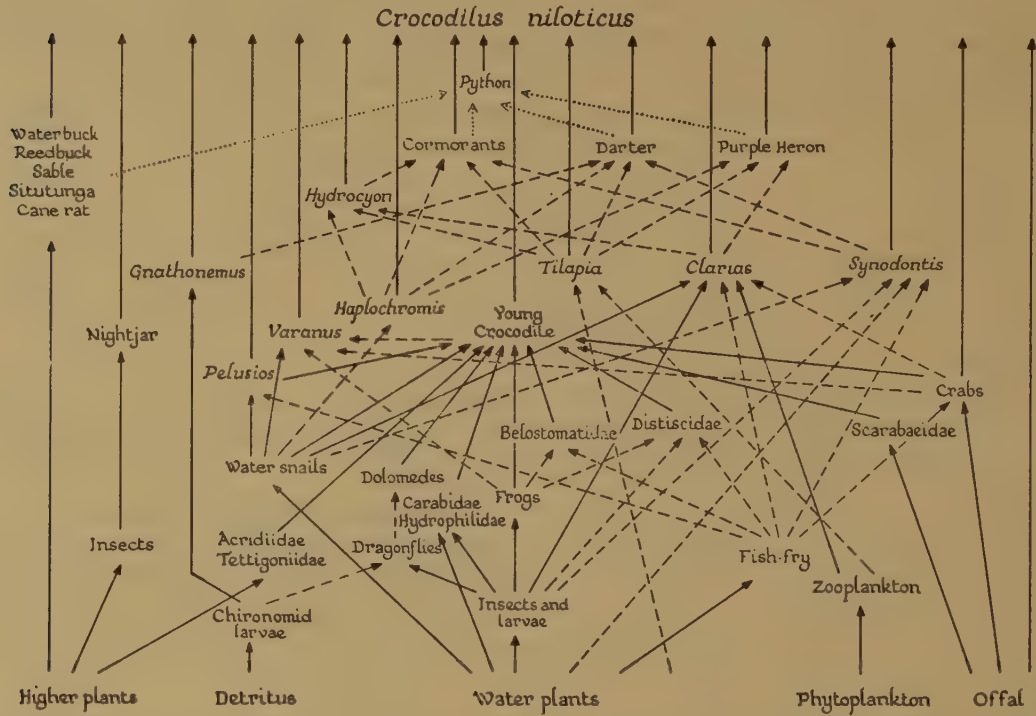 Crocodilus niloticus
Python
Waterbuck
Reedbuck
Sable
Situtunga
Cane rat
Cormorants
Darter
Purple Heron
Hydrocyon
Gnathonemus
Tilapia
Clarias
Synodontis
Haplochromis
Young
Crocodile
Nightjar
Varanus
Pelusios
Crabs
Belostomatidae
Distiscidae
Scarabaeidae
Water snails
Dolomedes
Frogs
Carabidae
Hydrophilidae
Insects
Acridiidae
Tettigoniidae
Dragonflies
Fish-fry
Zooplankton
Chironomid
larvae
Insects and
larvae
Higher plants
Detritus
Water plants
Phytoplankton
Offal